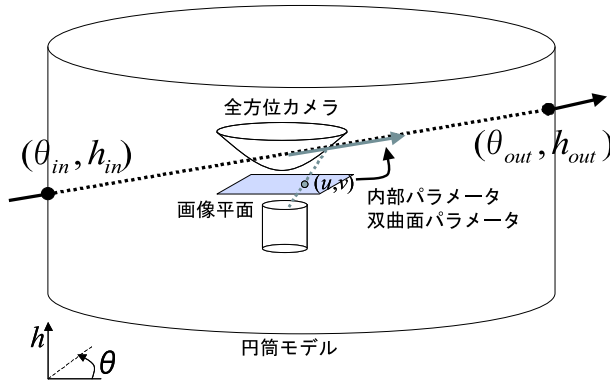 全方位カメラ
(θ_in, h_in)
(θ_out, h_out)
(u,v)
内部パラメータ
双曲面パラメータ
画像平面
円筒モデル
h
θ